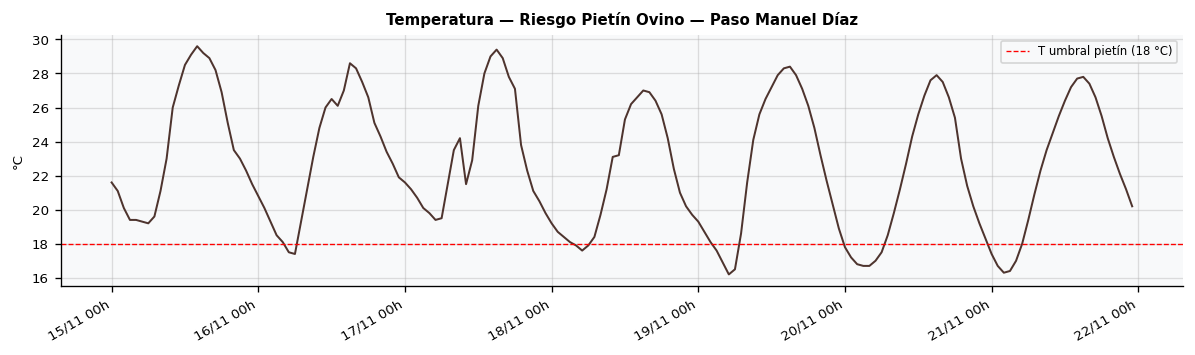 Temperatura — Riesgo Pietín Ovino — Paso Manuel Díaz
T umbral pietín (18 °C)
°C
30
28
26
24
22
20
18
16
15/11 00h
16/11 00h
17/11 00h
18/11 00h
19/11 00h
20/11 00h
21/11 00h
22/11 00h